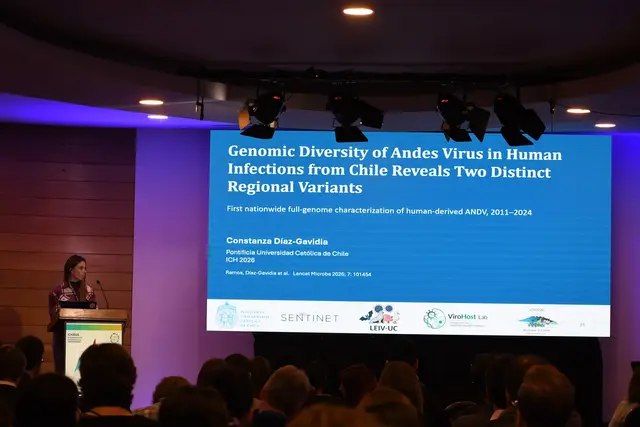 Genomic Diversity of Andes Virus in Human
Infections from Chile Reveals Two Distinct
Regional Variants
First nationwide full-genome characterization of human-derived ANDV, 2011–2024
Constanza Díaz-Gavidia
Pontificia Universidad Católica de Chile
ICH 2026
Ramos, Díaz-Gavidia et al. Lancet Microbe 2026; 7: 101454
SENTINET
LEIV-UC
ViroHost Lab